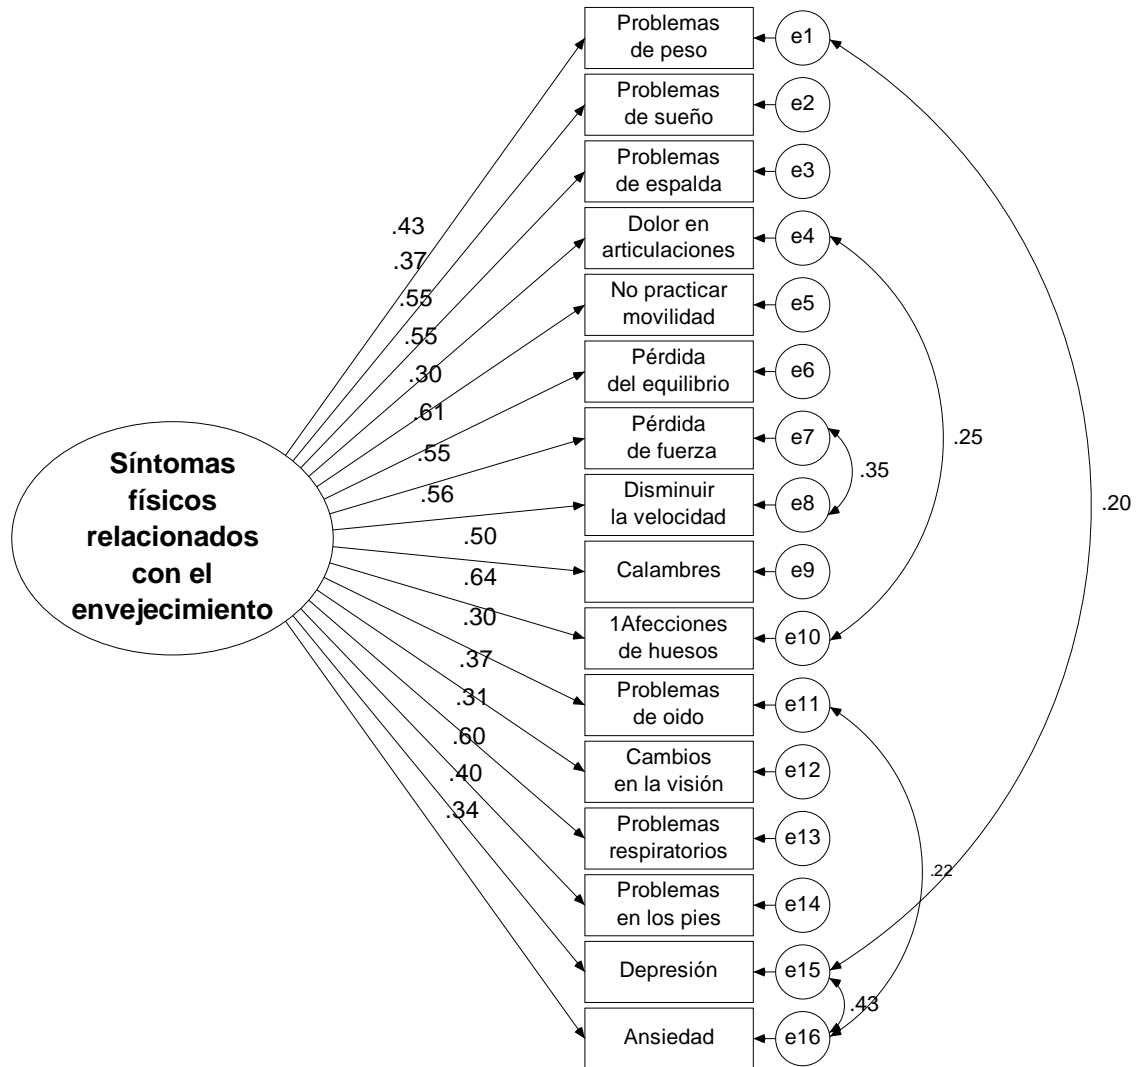 Problemas
de peso
e1
Problemas
de sueño
e2
Problemas
de espalda
e3
Dolor en
articulaciones
e4
No practicar
movilidad
e5
Pérdida
del equilibrio
e6
Pérdida
de fuerza
e7
Disminuir
la velocidad
e8
Calambres
e9
1Afecciones
de huesos
e10
Problemas
de oido
e11
Cambios
en la visión
e12
Problemas
respiratorios
e13
Problemas
en los pies
e14
Depresión
e15
Ansiedad
e16
Síntomas
físicos
relacionados
con el
envejecimiento
.43
.37
.55
.55
.30
.61
.55
.56
.50
.64
.30
.37
.31
.60
.40
.34
.25
.35
.20
.22
.43